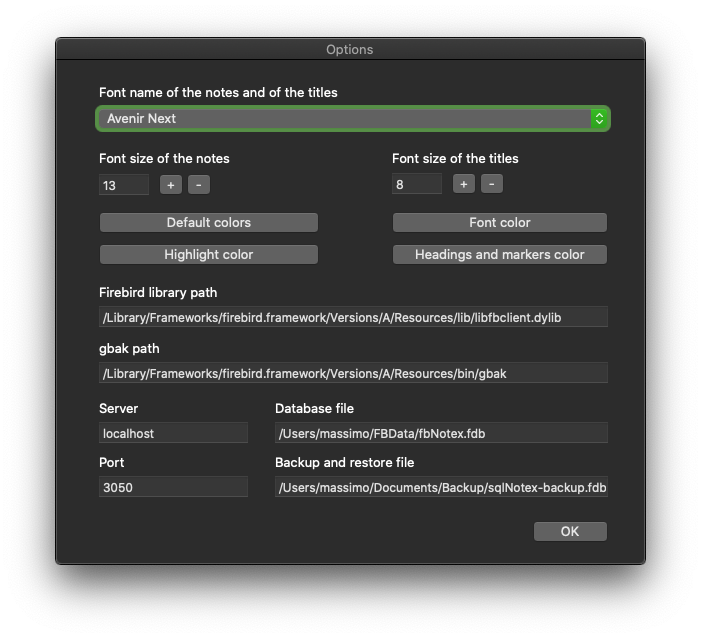 Options
Font name of the notes and of the titles
Avenir Next
Font size of the notes
Font size of the titles
13 + -
8 + -
Default colors
Font color
Highlight color
Headings and markers color
Firebird library path
/Library/Frameworks/firebird.framework/Versions/A/Resources/lib/libfbclient.dylib
gbak path
/Library/Frameworks/firebird.framework/Versions/A/Resources/bin/gbak
Server
Database file
localhost
/Users/massimo/FBData/fbNotex.fdb
Port
Backup and restore file
3050
/Users/massimo/Documents/Backup/sqlNotex-backup.fdb
OK